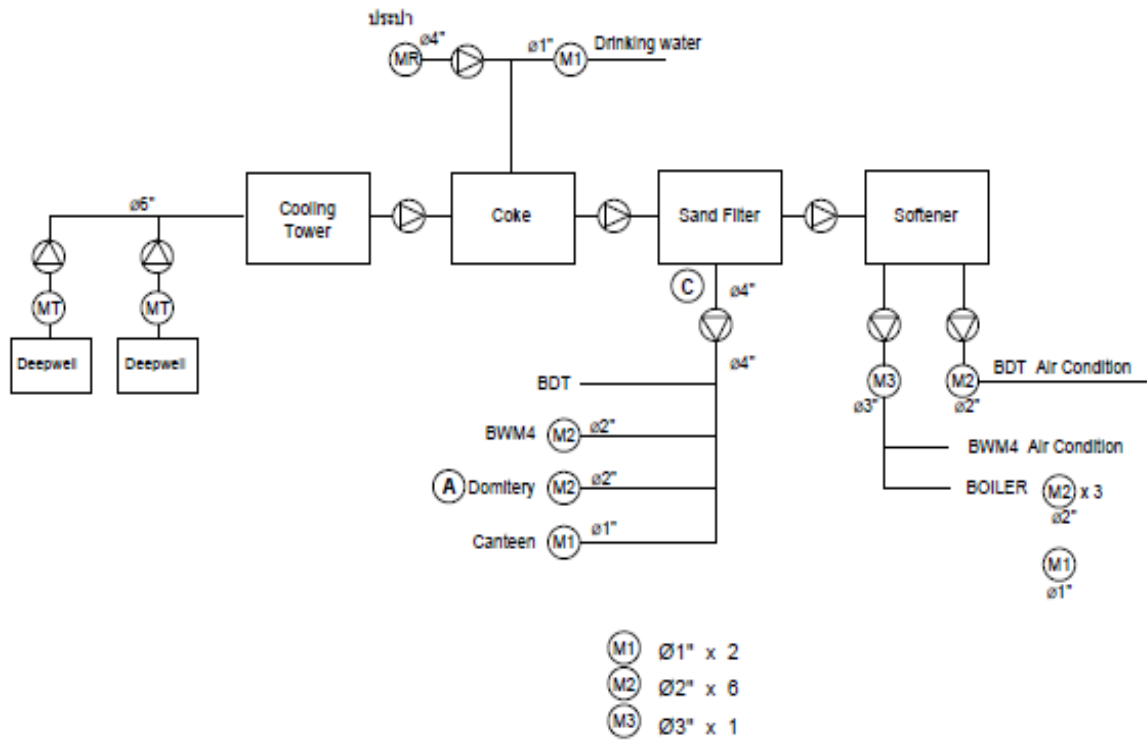 ประปา
MR
ø4"
ø1"
M1
Drinking water
ø6"
Cooling
Tower
Coke
Sand Filter
Softener
MT
MT
Deepwell
Deepwell
C
ø4"
ø4"
BDT
BWM4
M2
ø2"
A
Domitery
M2
ø2"
Canteen
M1
ø1"
M3
ø3"
M2
ø2"
BDT Air Condition
BWM4 Air Condition
BOILER
M2
x 3
ø2"
M1
ø1"
M1 Ø1" x 2
M2 Ø2" x 6
M3 Ø3" x 1